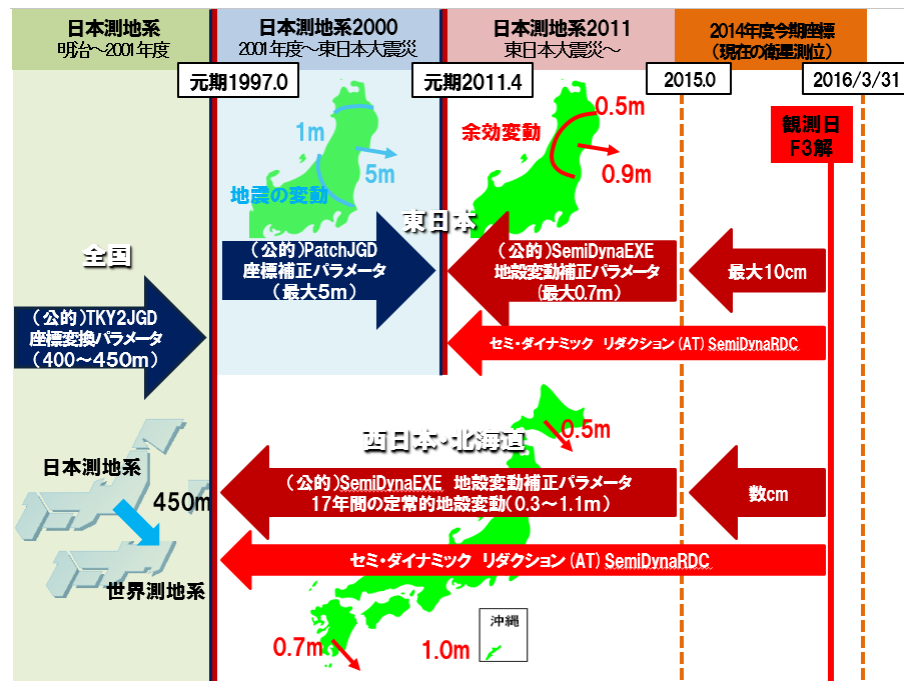 日本測地系
明治～2001年度
日本測地系2000
2001年度～東日本大震災
日本測地系2011
東日本大震災～
2014年度今期座標
（現在の衛星測位）
元期1997.0
元期2011.4
2015.0
2016/3/31
観測日
F3解
1m
5m
地震の変動
余効変動
0.5m
0.9m
東日本
全国
（公的）PatchJGD
座標補正パラメータ
（最大5m）
（公的）SemiDynaEXE
地殻変動補正パラメータ
(最大0.7m）
最大10cm
（公的）TKY2JGD
座標変換パラメータ
（400～450m）
セミ・ダイナミック リダクション（AT）SemiDynaRDC
西日本・北海道
0.5m
日本測地系
450m
世界測地系
（公的）SemiDynaEXE 地殻変動補正パラメータ
17年間の定常的地殻変動（0.3～1.1m）
数cm
セミ・ダイナミック リダクション（AT）SemiDynaRDC
0.7m
1.0m
沖縄